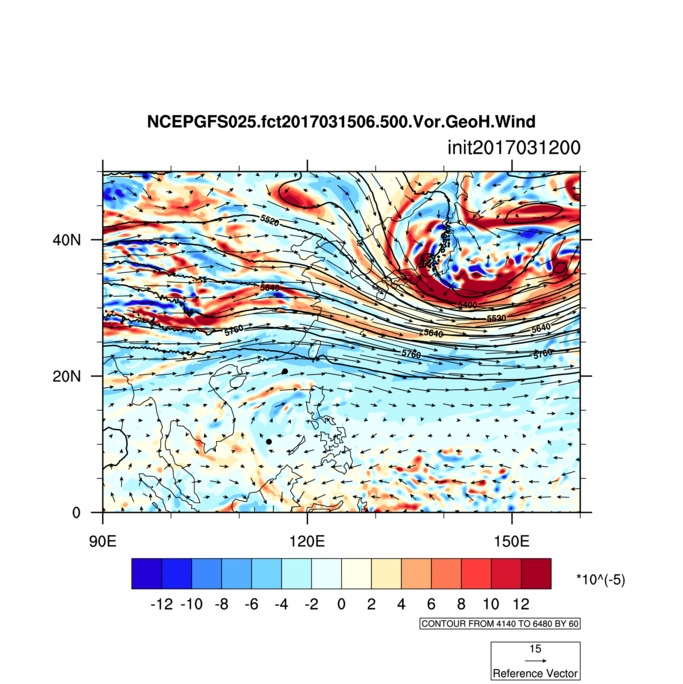 NCEPGFS025.fct2017031506.500.Vor.GeoH.Wind
init2017031200
40N
20N
0
90E 120E 150E
5520
5640
5760
5400
5520
5640
5640
5760
5760
-12 -10 -8 -6 -4 -2 0 2 4 6 8 10 12
*10^(-5)
CONTOUR FROM 4140 TO 6480 BY 60
15
Reference Vector